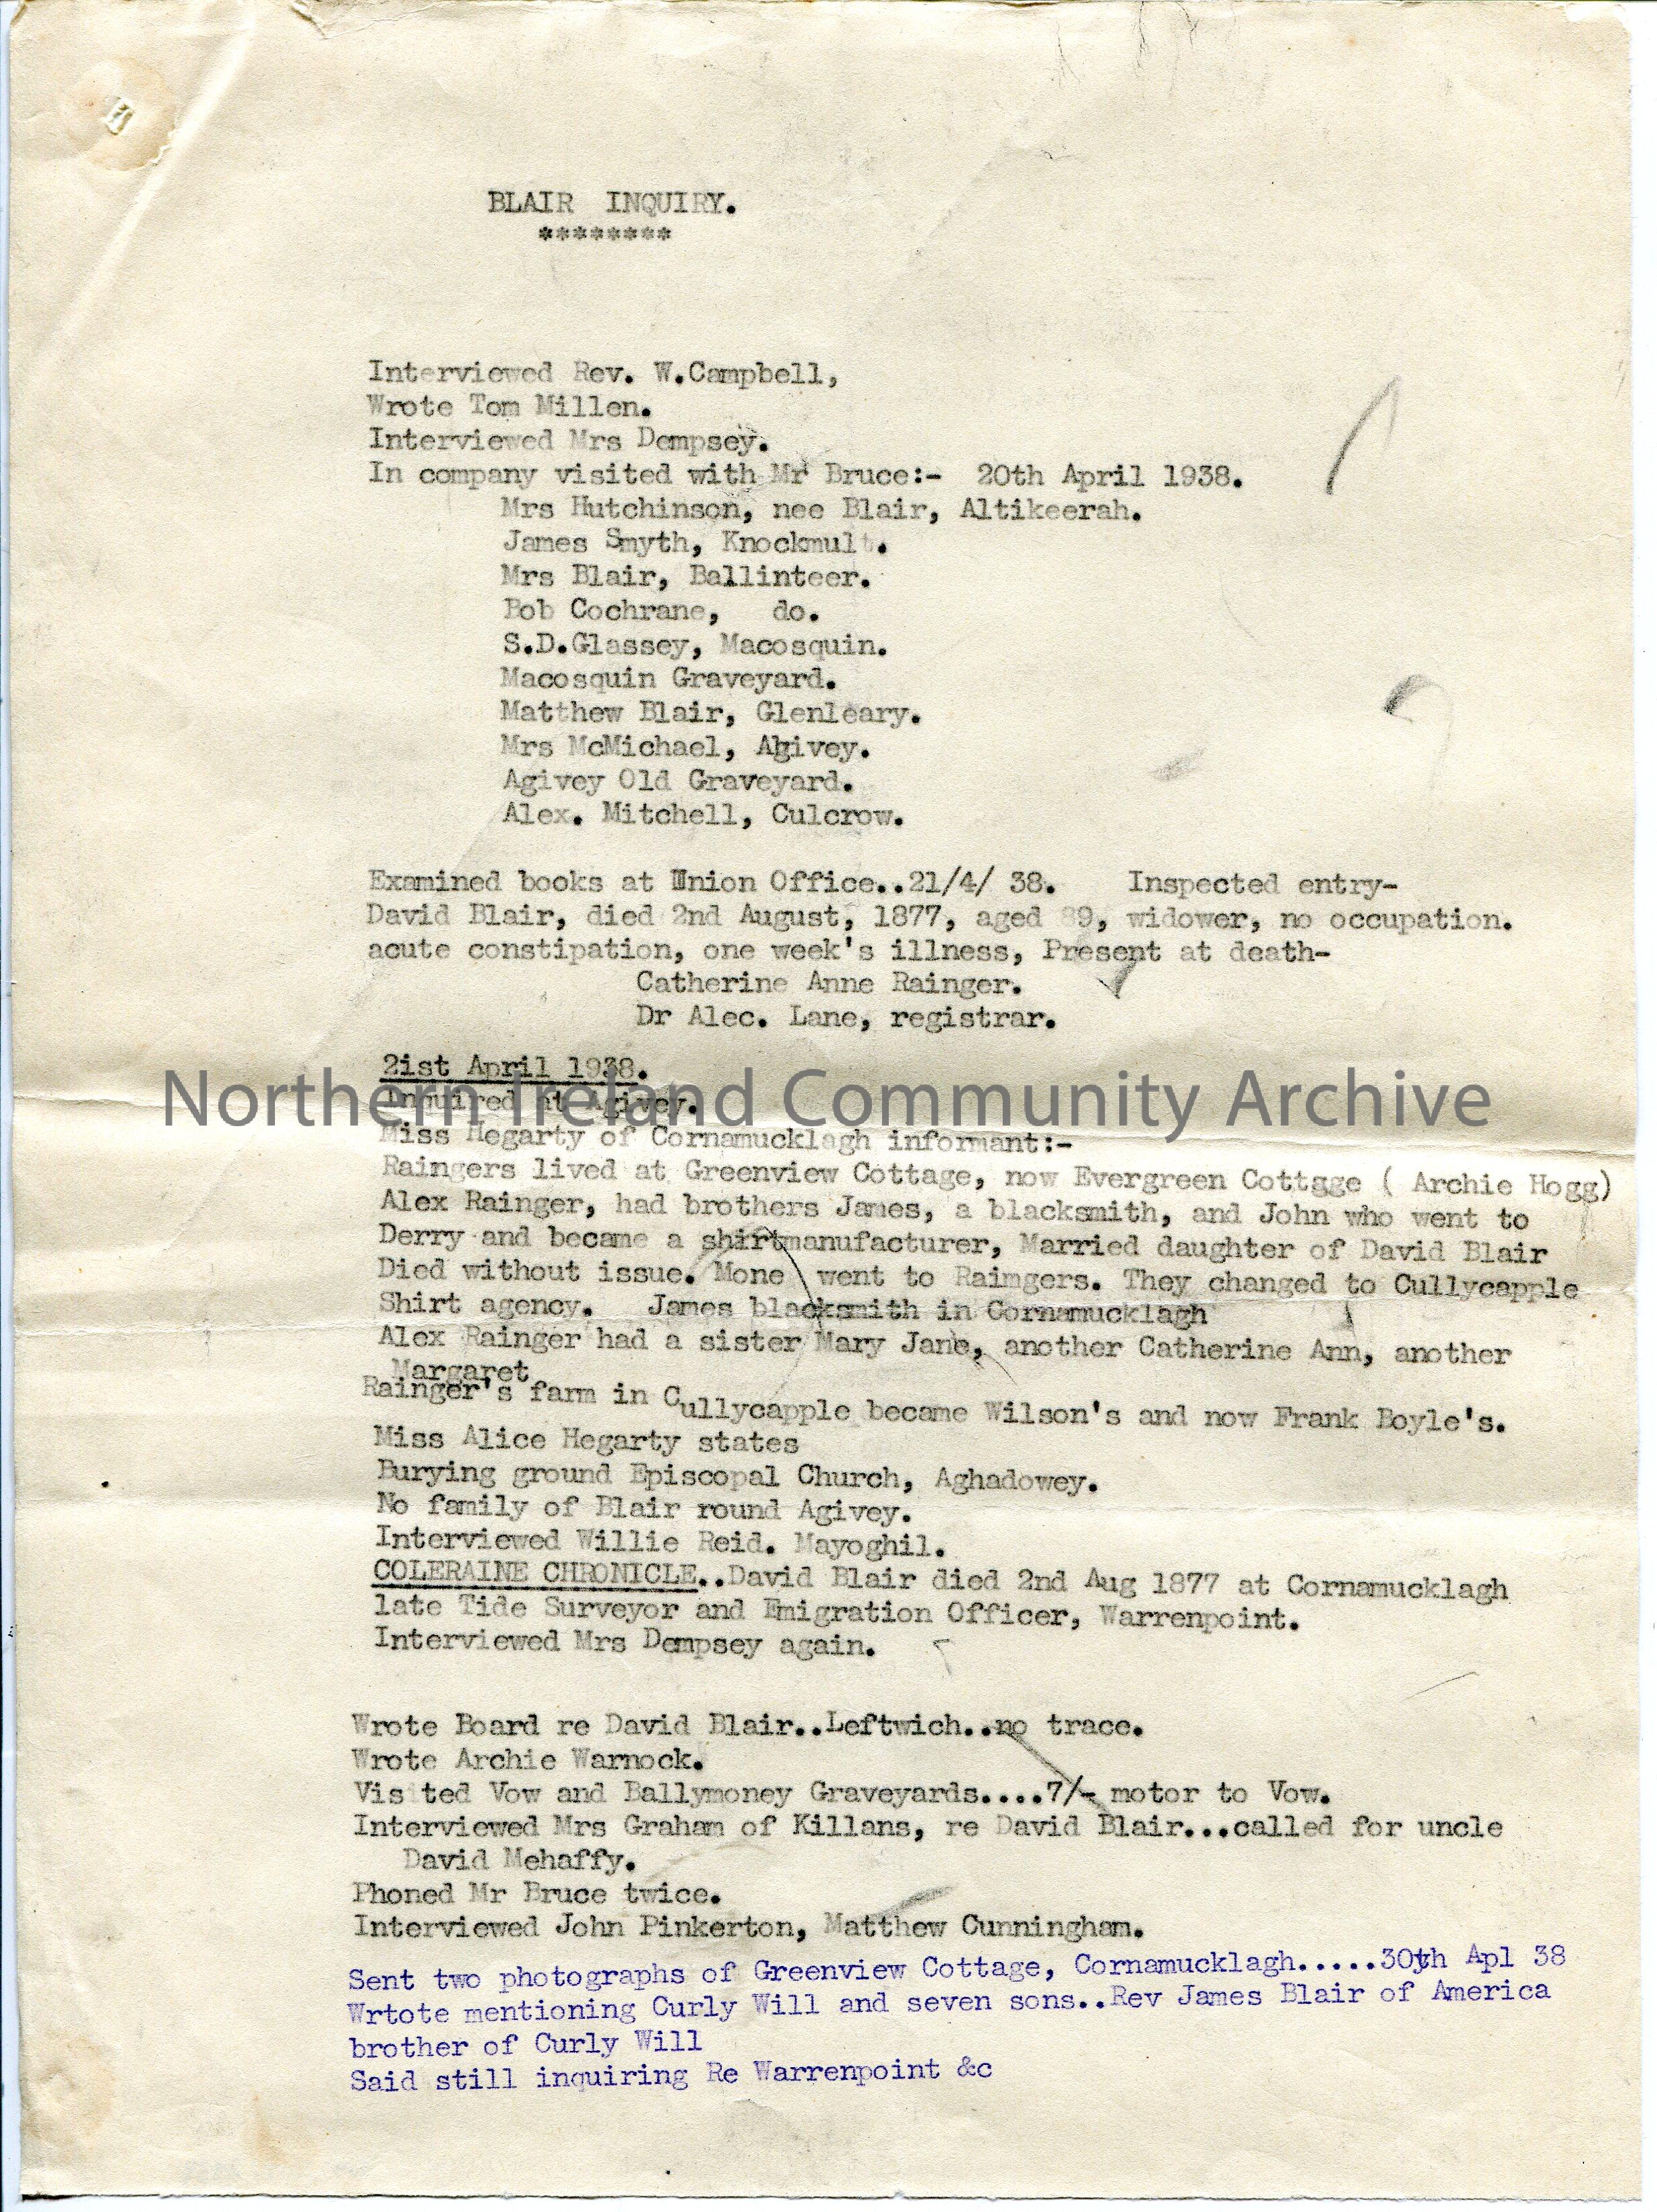 BLAIR INQUIRY.
********
Interviewed Rev. W.Campbell,
Wrote Tom Millen.
Interviewed Mrs Dempsey.
In company visited with Mr Bruce:- 20th April 1938.
Mrs Hutchinson, nee Blair, Altikeerah.
James Smyth, Knockmult.
Mrs Blair, Ballinteer.
Bob Cochrane, do.
S.D.Glassey, Macosquin.
Macosquin Graveyard.
Matthew Blair, Glenleary.
Mrs McMichael, Agivey.
Agivey Old Graveyard.
Alex. Mitchell, Culcrow.
Examined books at Union Office..21/4/ 38. Inspected entry-
David Blair, died 2nd August, 1877, aged 89, widower, no occupation.
acute constipation, one week's illness, Present at death-
Catherine Anne Rainger.
Dr Alec. Lane, registrar.
2ist April 1938.
Inquired at Agivey.
Northern Ireland Community Archive
Miss Hegarty of Cornamucklagh informant:-
Raingers lived at Greenview Cottage, now Evergreen Cottgge ( Archie Hogg)
Alex Rainger, had brothers James, a blacksmith, and John who went to
Derry and became a shirtmanufacturer, Married daughter of David Blair
Died without issue. Mone went to Raimgers. They changed to Cullycapple
Shirt agency. James blacksmith in Cornamucklagh
Alex Rainger had a sister Mary Jane, another Catherine Ann, another
Margaret
Rainger's farm in Cullycapple became Wilson's and now Frank Boyle's.
Miss Alice Hegarty states
Burying ground Episcopal Church, Aghadowey.
No family of Blair round Agivey.
Interviewed Willie Reid. Mayoghil.
COLERAINE CHRONICLE..David Blair died 2nd Aug 1877 at Cornamucklagh
late Tide Surveyor and Emigration Officer, Warrenpoint.
Interviewed Mrs Dempsey again.
Wrote Board re David Blair..Leftwich..no trace.
Wrote Archie Warnock.
Visited Vow and Ballymoney Graveyards....7/- motor to Vow.
Interviewed Mrs Graham of Killans, re David Blair...called for uncle
David Mehaffy.
Phoned Mr Bruce twice.
Interviewed John Pinkerton, Matthew Cunningham.
Sent two photographs of Greenview Cottage, Cornamucklagh.....30th Apl 38
Wrtote mentioning Curly Will and seven sons..Rev James Blair of America
brother of Curly Will
Said still inquiring Re Warrenpoint &c